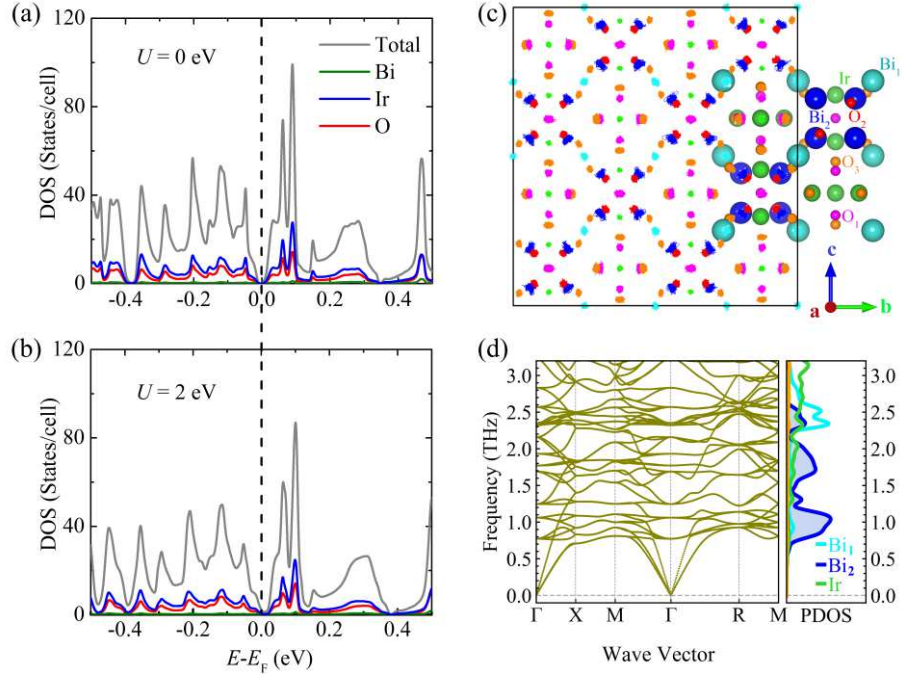 (a)
U = 0 eV
Total
Bi
Ir
O
DOS (States/cell)
120
80
40
0
-0.4 -0.2 0.0 0.2 0.4
(b)
U = 2 eV
DOS (States/cell)
120
80
40
0
-0.4 -0.2 0.0 0.2 0.4
E-E_F (eV)
(c)
Ir
Bi₁
Bi₂
O₂
O₃
O₁
c
a
b
(d)
Frequency (THz)
3.0
2.5
2.0
1.5
1.0
0.5
0.0
Γ X M Γ R M
Wave Vector
3.0
2.0
1.5
1.0
0.5
0.0
Bi₁
Bi₂
Ir
PDOS